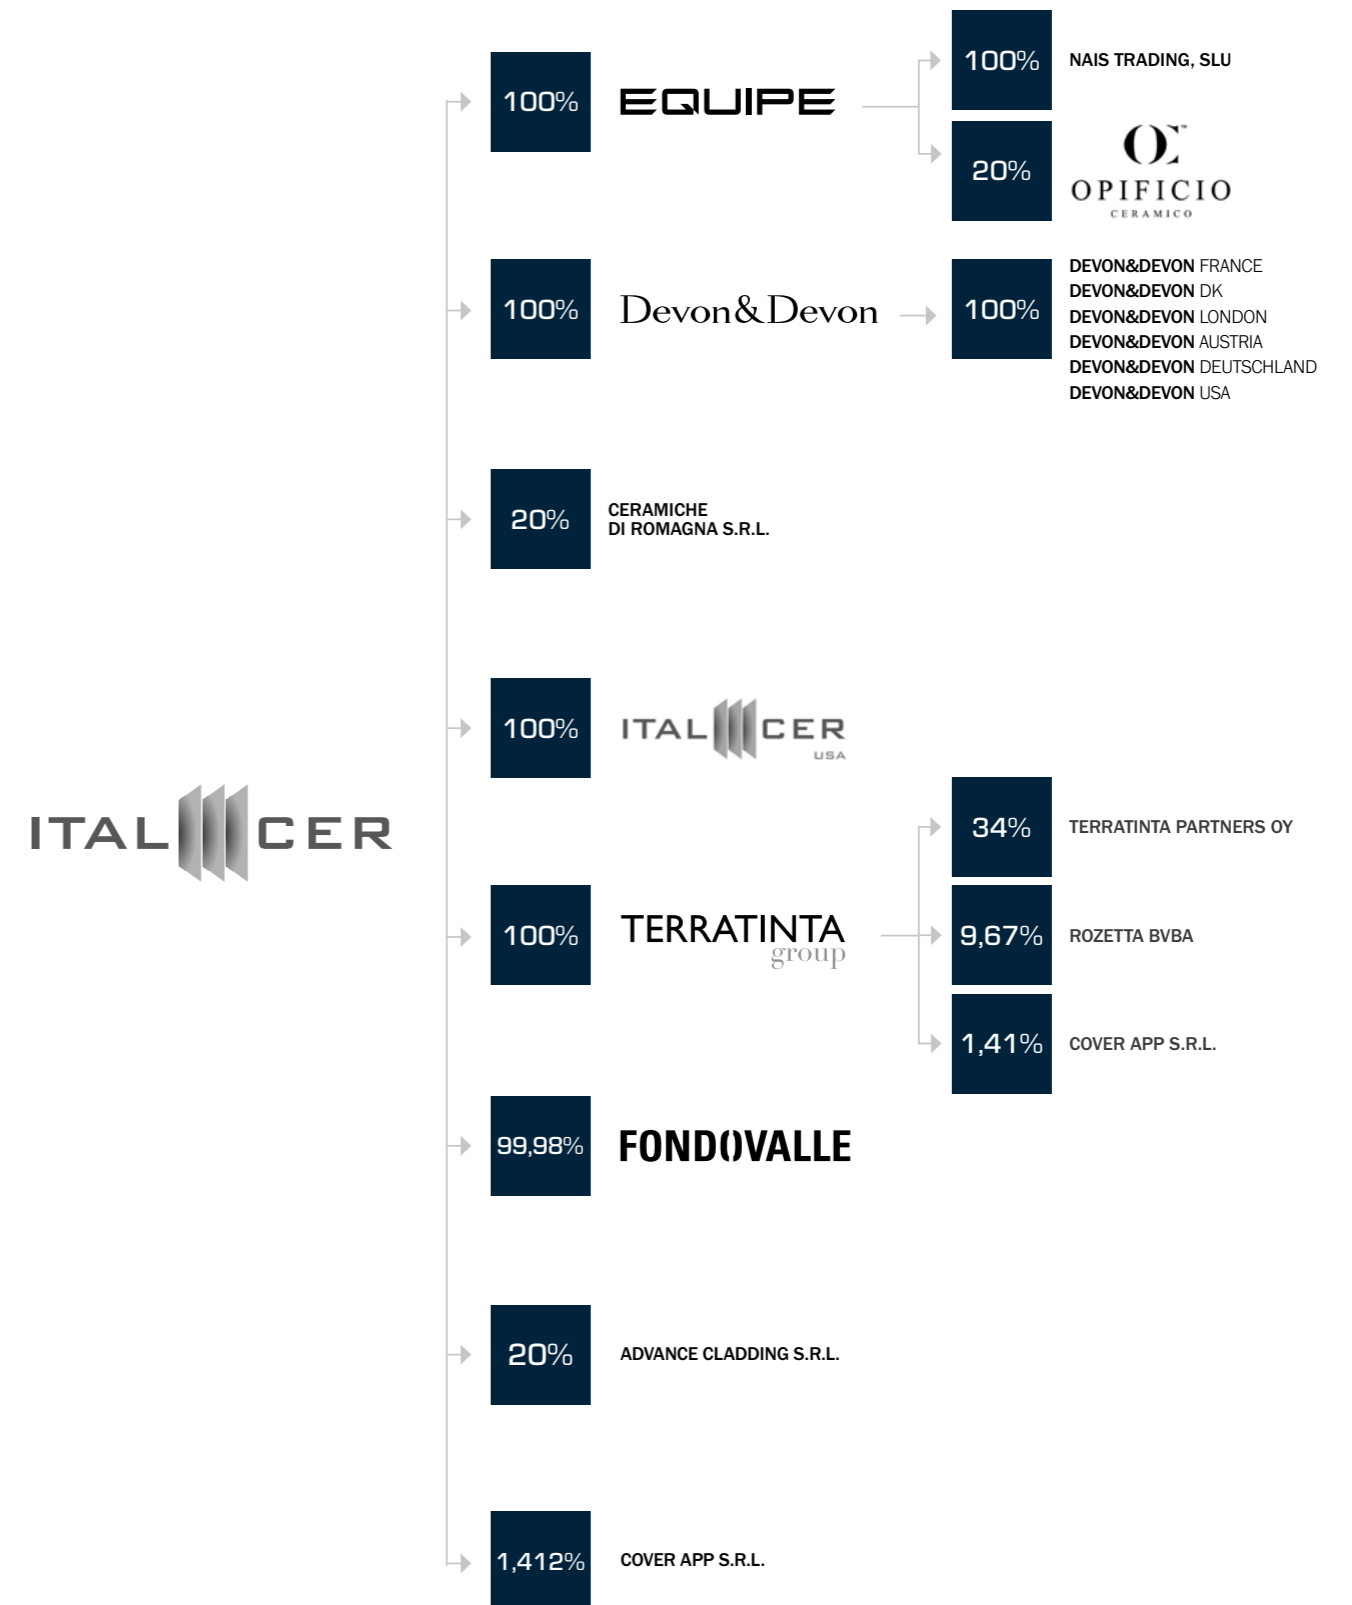 100%
EQUIPE
100%
NAIS TRADING, SLU
20%
OC™
OPIFICIO
CERAMICO
100%
Devon&Devon
100%
DEVON&DEVON FRANCE
DEVON&DEVON DK
DEVON&DEVON LONDON
DEVON&DEVON AUSTRIA
DEVON&DEVON DEUTSCHLAND
DEVON&DEVON USA
20%
CERAMICHE
DI ROMAGNA S.R.L.
100%
ITALCER
USA
ITALCER
100%
TERRATINTA
group
34%
TERRATINTA PARTNERS OY
9,67%
ROZETTA BVBA
1,41%
COVER APP S.R.L.
99,98%
FONDOVALLE
20%
ADVANCE CLADDING S.R.L.
1,412%
COVER APP S.R.L.